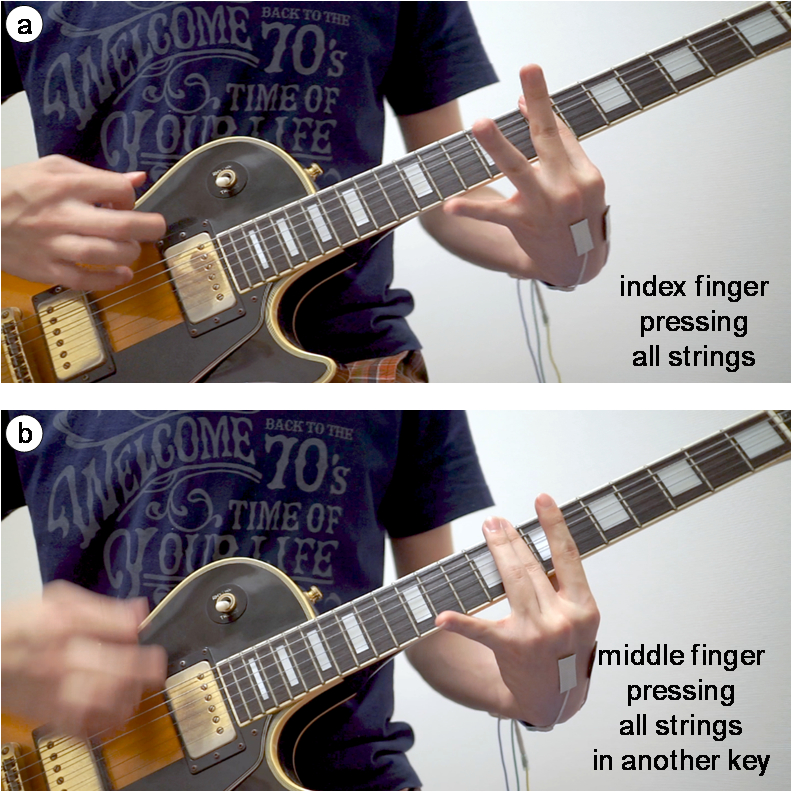 a
BACK TO THE
WELCOME
70's
TIME OF
YOUR LIFE
index finger
pressing
all strings
b
BACK TO THE
WELCOME
70's
TIME OF
YOUR LIFE
middle finger
pressing
all strings
in another key